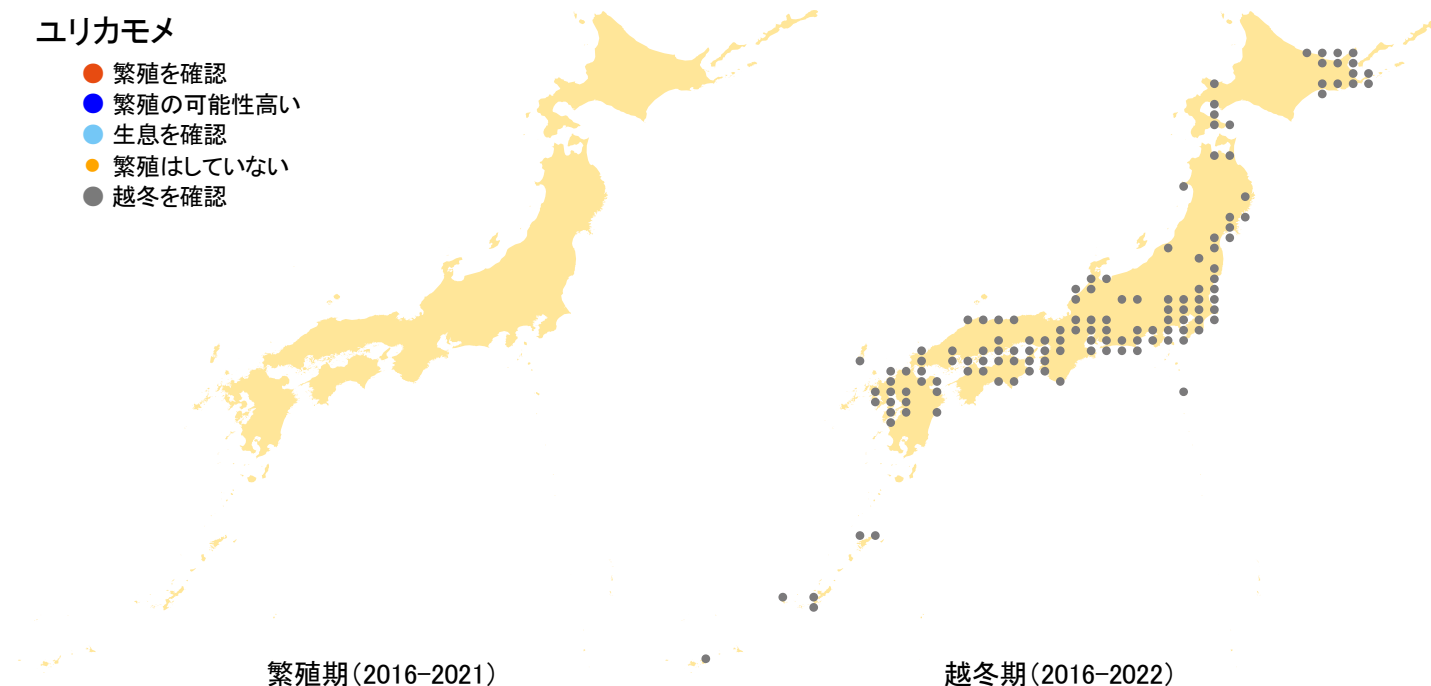 ユリカモメ
繁殖を確認
繁殖の可能性高い
生息を確認
繁殖はしていない
越冬を確認
繁殖期（2016-2021）
越冬期（2016-2022）